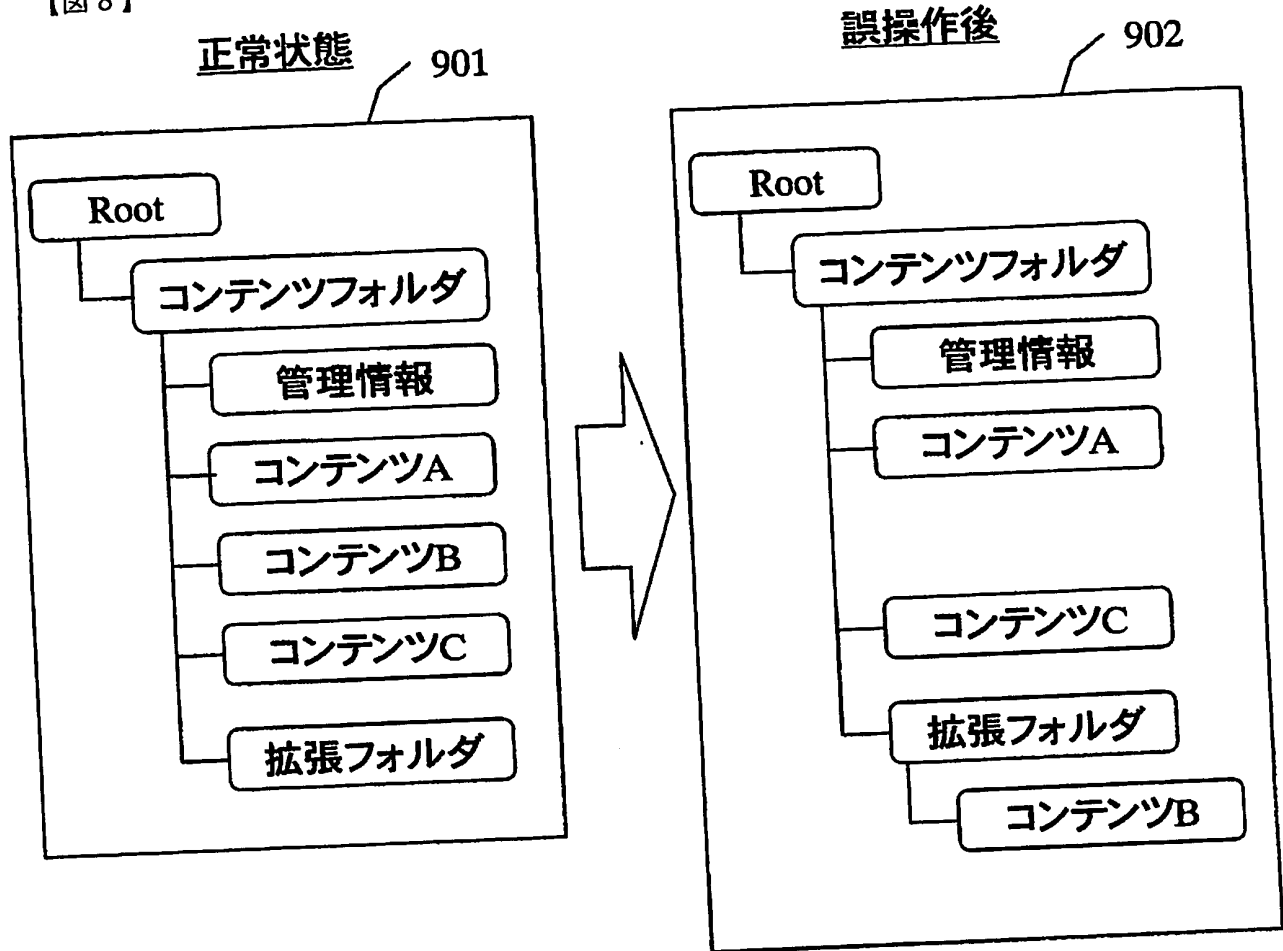 【図8】
正常状態
901
Root
コンテンツフォルダ
管理情報
コンテンツA
コンテンツB
コンテンツC
拡張フォルダ
誤操作後
902
Root
コンテンツフォルダ
管理情報
コンテンツA
コンテンツC
拡張フォルダ
コンテンツB